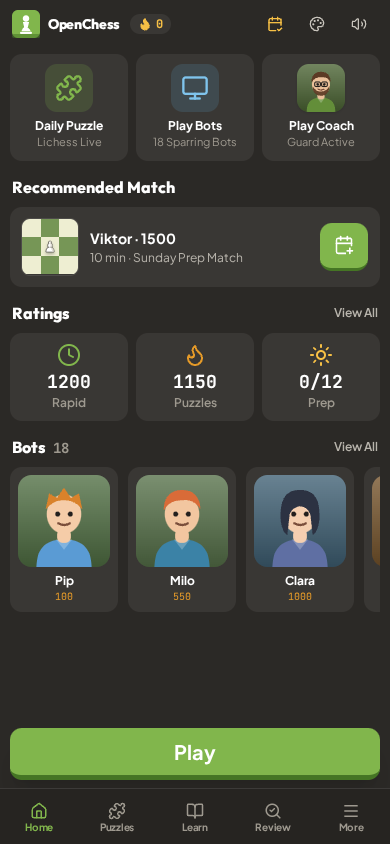 OpenChess
0
Daily Puzzle
Lichess Live
Play Bots
18 Sparring Bots
Play Coach
Guard Active
Recommended Match
Viktor · 1500
10 min · Sunday Prep Match
Ratings
View All
1200
Rapid
1150
Puzzles
0/12
Prep
Bots 18
View All
Pip
100
Milo
550
Clara
1000
Play
Home
Puzzles
Learn
Review
More